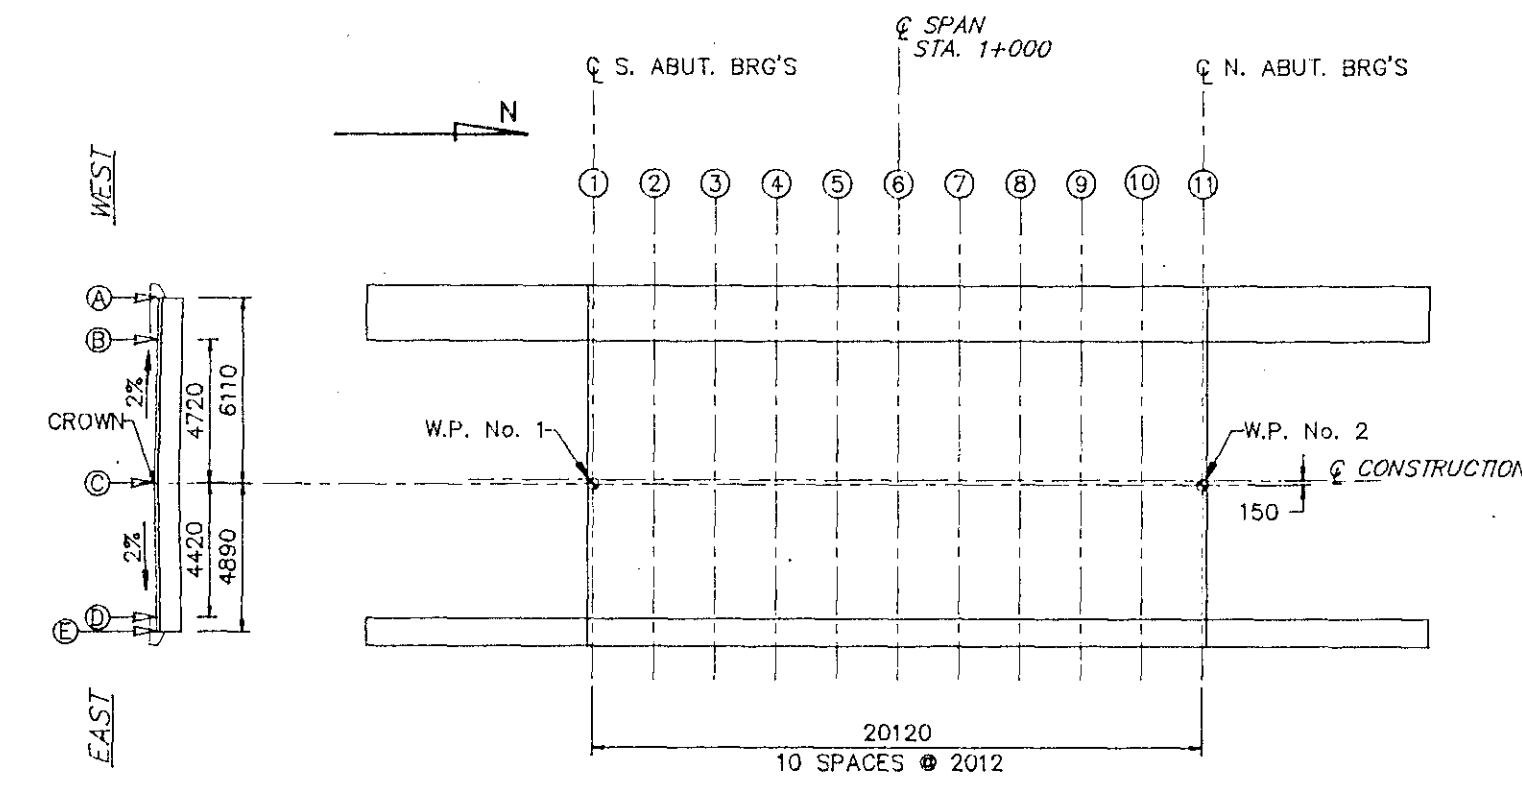 ℄ SPAN
STA. 1+000
℄ S. ABUT. BRG'S
℄ N. ABUT. BRG'S
N
WEST
1 2 3 4 5 6 7 8 9 10 11
A
B
2%
4720
6110
CROWN
W.P. No. 1
W.P. No. 2
C
℄ CONSTRUCTION
150
2%
4420
4890
D
E
EAST
20120
10 SPACES @ 2012